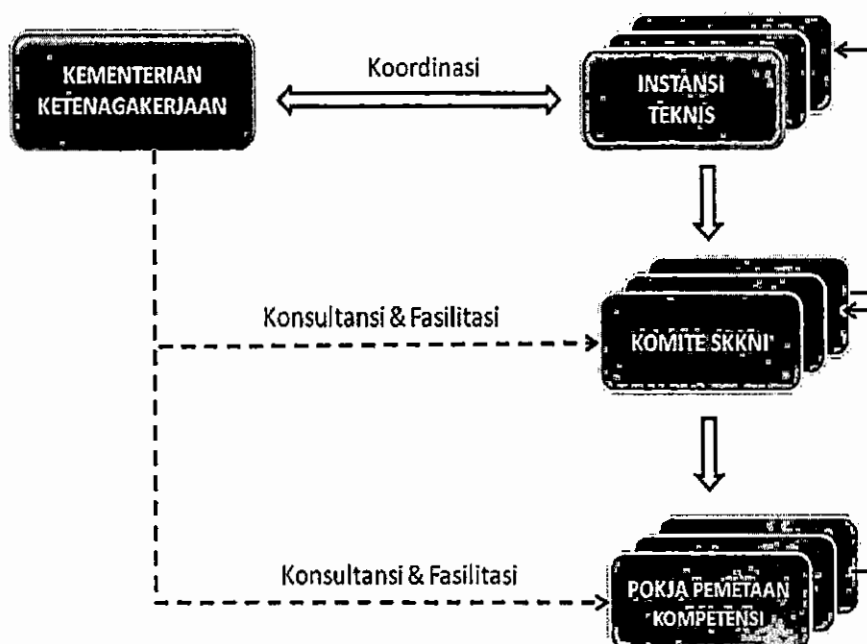 KEMENTERIAN
KETENAGAKERJAAN
Koordinasi
INSTANSI
TEKNIS
Konsultansi & Fasilitasi
KOMITE SKKNI
Konsultansi & Fasilitasi
POKJA PEMETAAN
KOMPETENSI